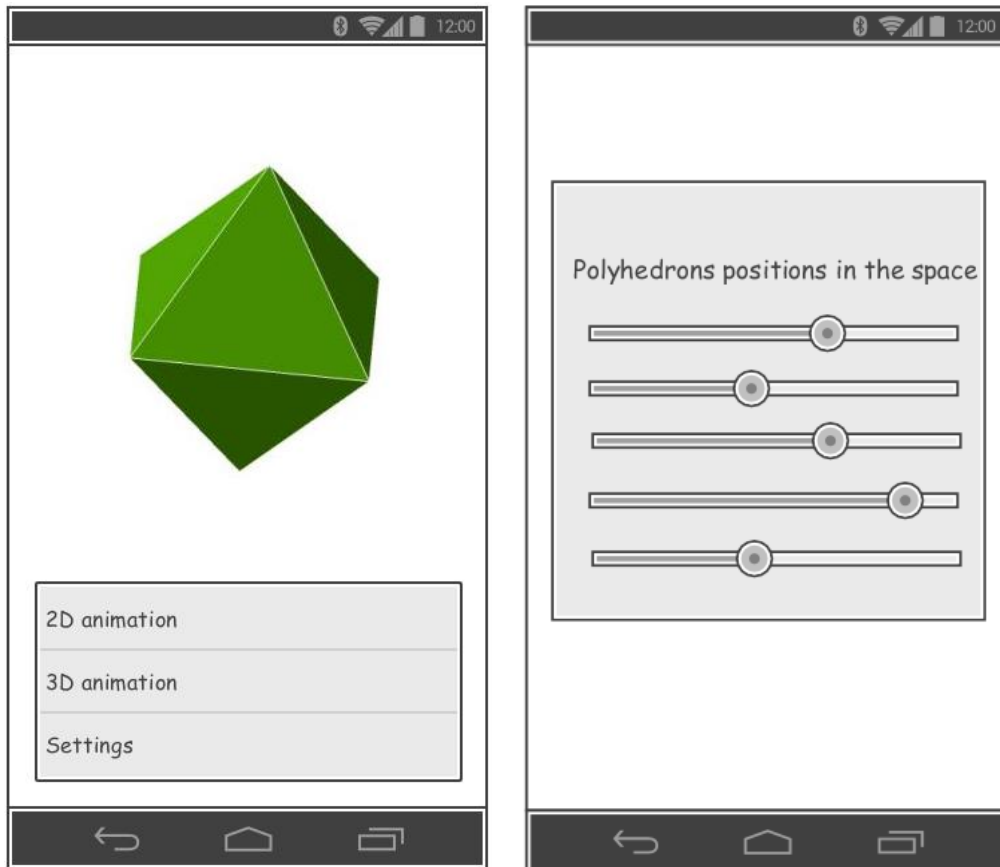 12:00
2D animation
3D animation
Settings
12:00
Polyhedrons positions in the space